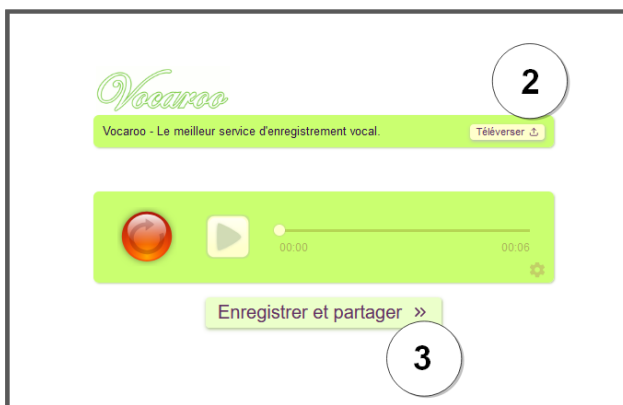 2
Vocaroo
Vocaroo - Le meilleur service d'enregistrement vocal.
Téléverser
00:00
00:06
Enregistrer et partager »
3